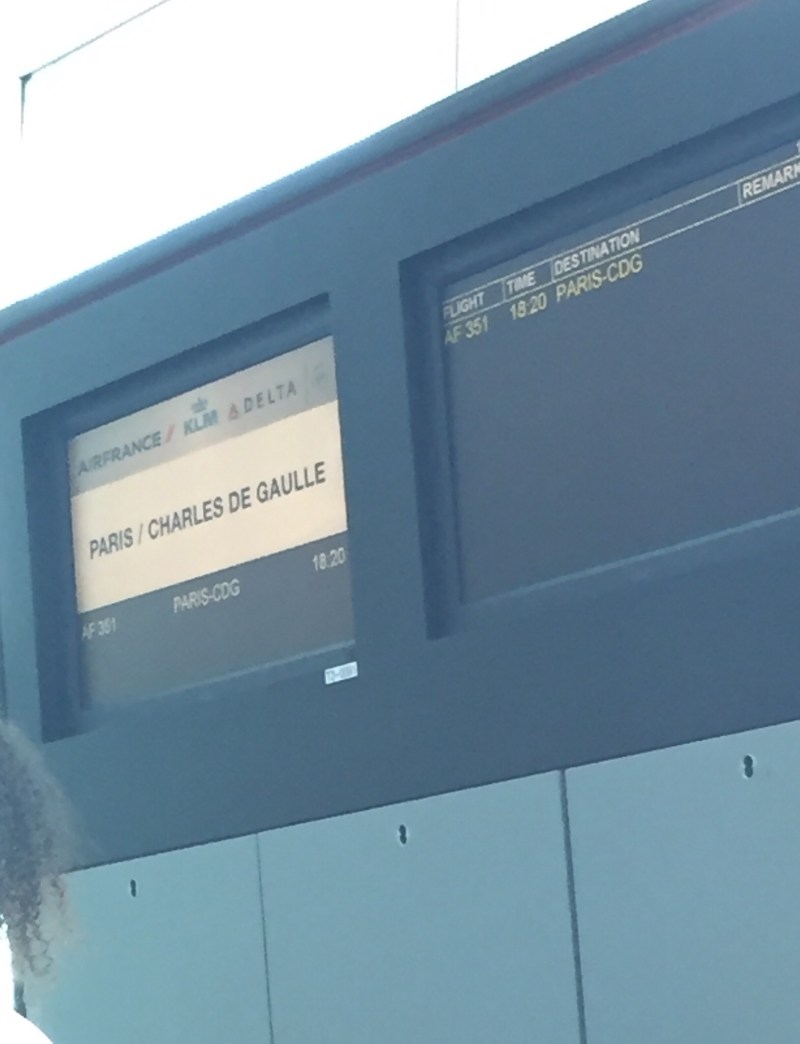 AIRFRANCE KLM DELTA
PARIS / CHARLES DE GAULLE
AF 351 PARIS-CDG 18:20
FLIGHT TIME DESTINATION
AF 351 18:20 PARIS-CDG